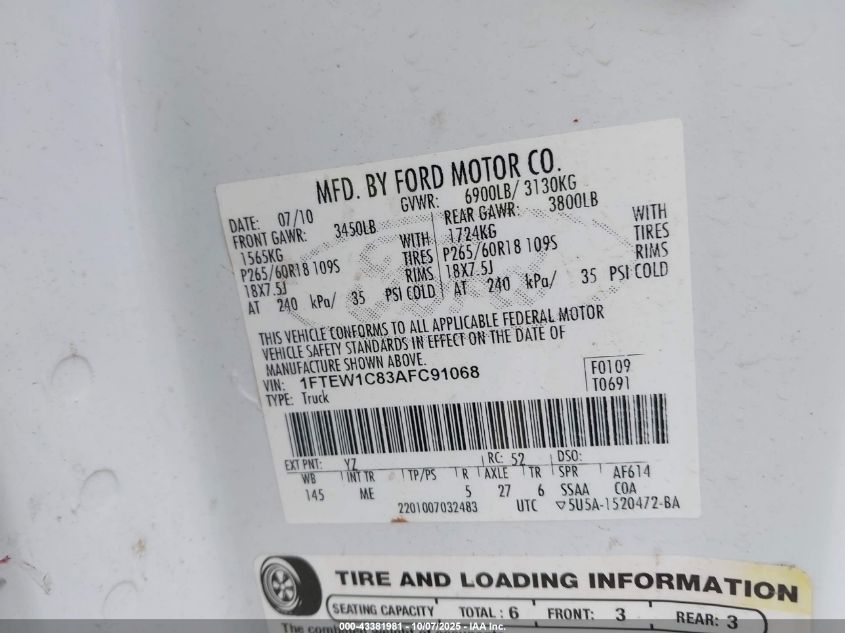 MFD. BY FORD MOTOR CO.
DATE: 07/10 GVWR: 6900LB/ 3130KG
FRONT GAWR: 3450LB REAR GAWR: 3800LB
1565KG WITH 1724KG WITH
P265/60R18 109S TIRES P265/60R18 109S TIRES
18X7.5J RIMS 18X7.5J RIMS
AT 240 kPa/ 35 PSI COLD AT 240 kPa/ 35 PSI COLD
THIS VEHICLE CONFORMS TO ALL APPLICABLE FEDERAL MOTOR
VEHICLE SAFETY STANDARDS IN EFFECT ON THE DATE OF
MANUFACTURE SHOWN ABOVE.
VIN: 1FTEW1C83AFC91068 F0109
TYPE: Truck T0691
EXT PNT: YZ RC: 52 DSO:
WB INT TR TP/PS R AXLE TR SPR AF614
145 ME 5 27 6 SSAA COA
2201007032483 UTC ▽5U5A-1520472-BA
TIRE AND LOADING INFORMATION
SEATING CAPACITY TOTAL : 6 FRONT: 3 REAR: 3
The combined weight of
000-43381981 - 10/07/2025 - IAA Inc.